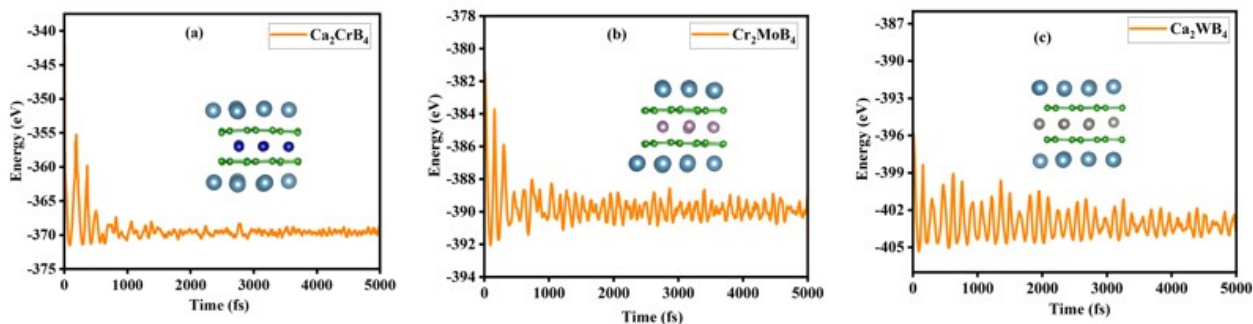 (a)
Ca₂CrB₄
-340
-345
-350
-355
-360
-365
-370
-375
Energy (eV)
0 1000 2000 3000 4000 5000
Time (fs)
(b)
Cr₂MoB₄
-378
-380
-382
-384
-386
-388
-390
-392
-394
Energy (eV)
0 1000 2000 3000 4000 5000
Time (fs)
(c)
Ca₂WB₄
-387
-390
-393
-396
-399
-402
-405
Energy (eV)
0 1000 2000 3000 4000 5000
Time (fs)